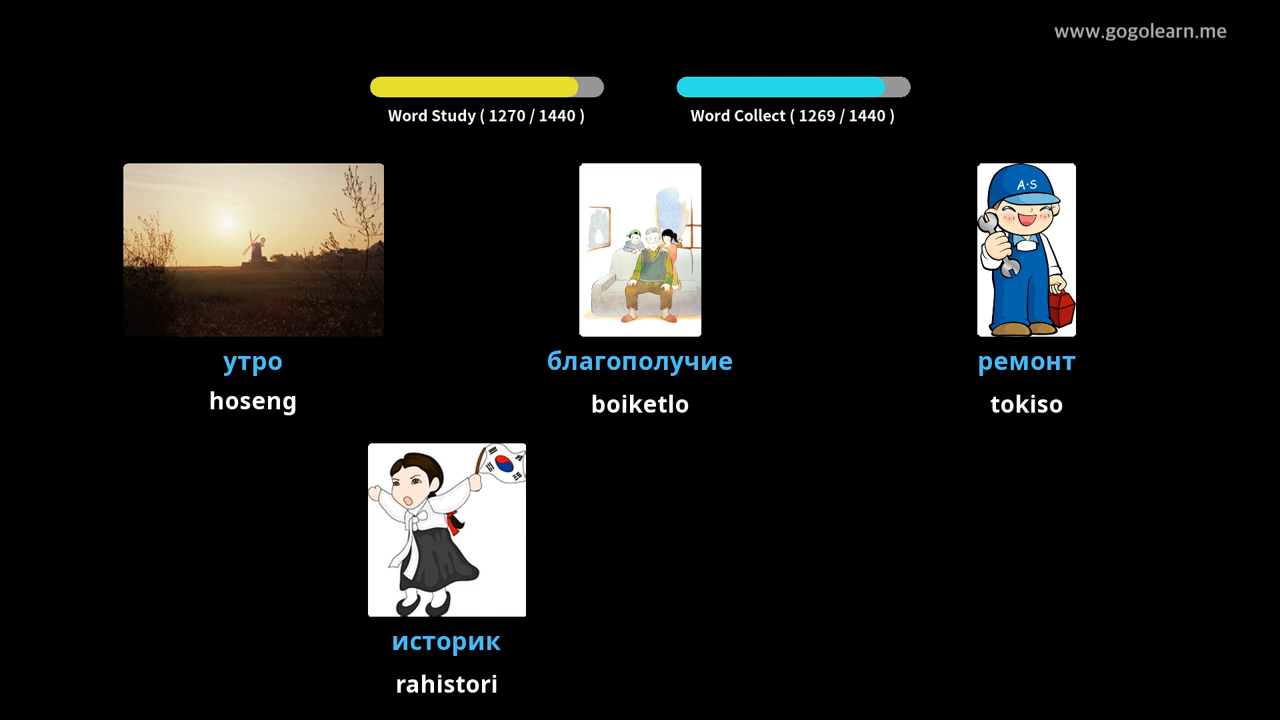 www.gogolearn.me
Word Study ( 1270 / 1440 )
Word Collect ( 1269 / 1440 )
A·S
утро
благополучие
ремонт
hoseng
boiketlo
tokiso
историк
rahistori